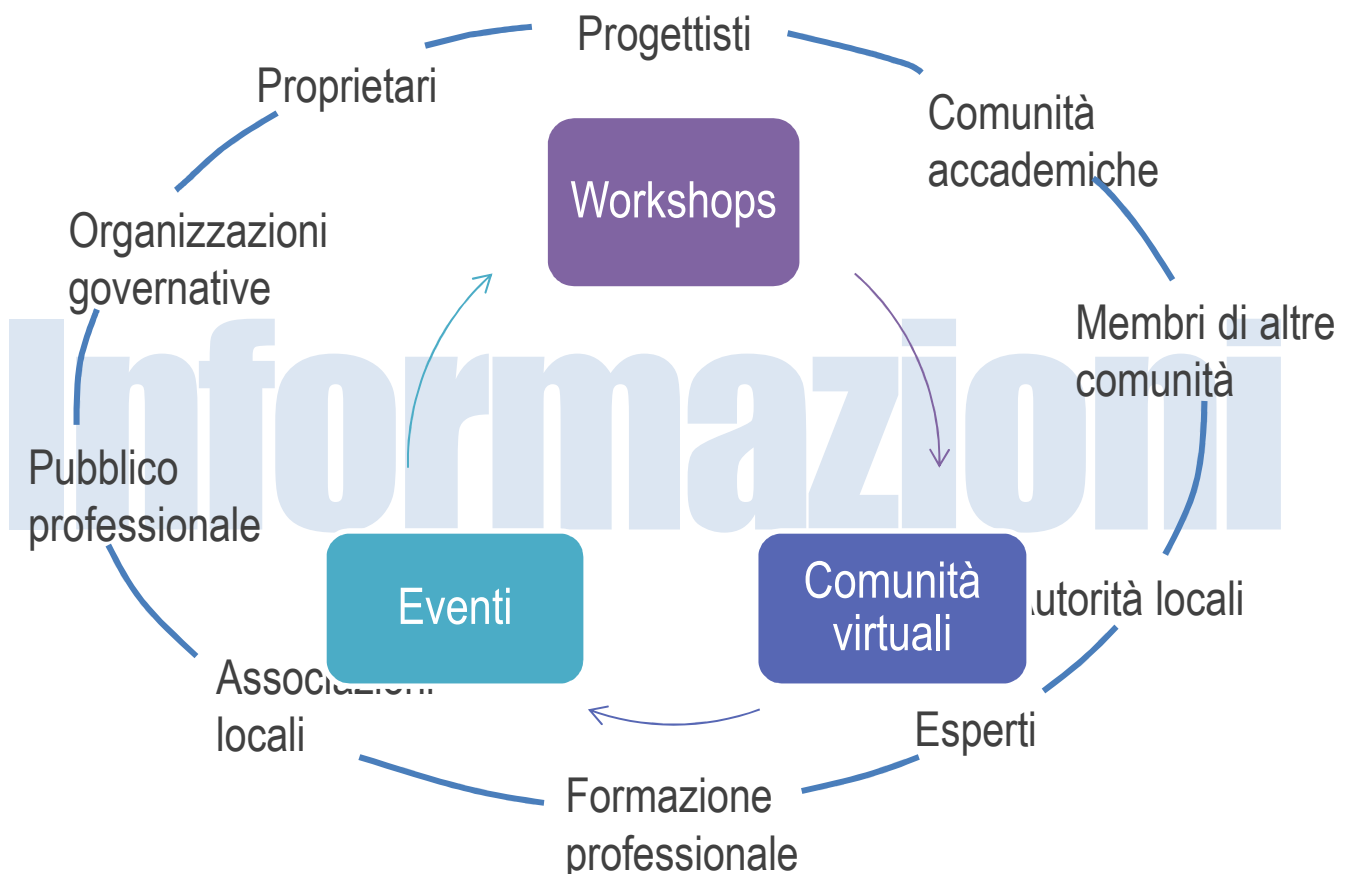 Progettisti
Proprietari
Comunità
accademiche
Workshops
Organizzazioni
governative
Membri di altre
comunità
Informazioni
Pubblico
professionale
Eventi
Comunità
virtuali
utorità locali
Associazioni
locali
Esperti
Formazione
professionale